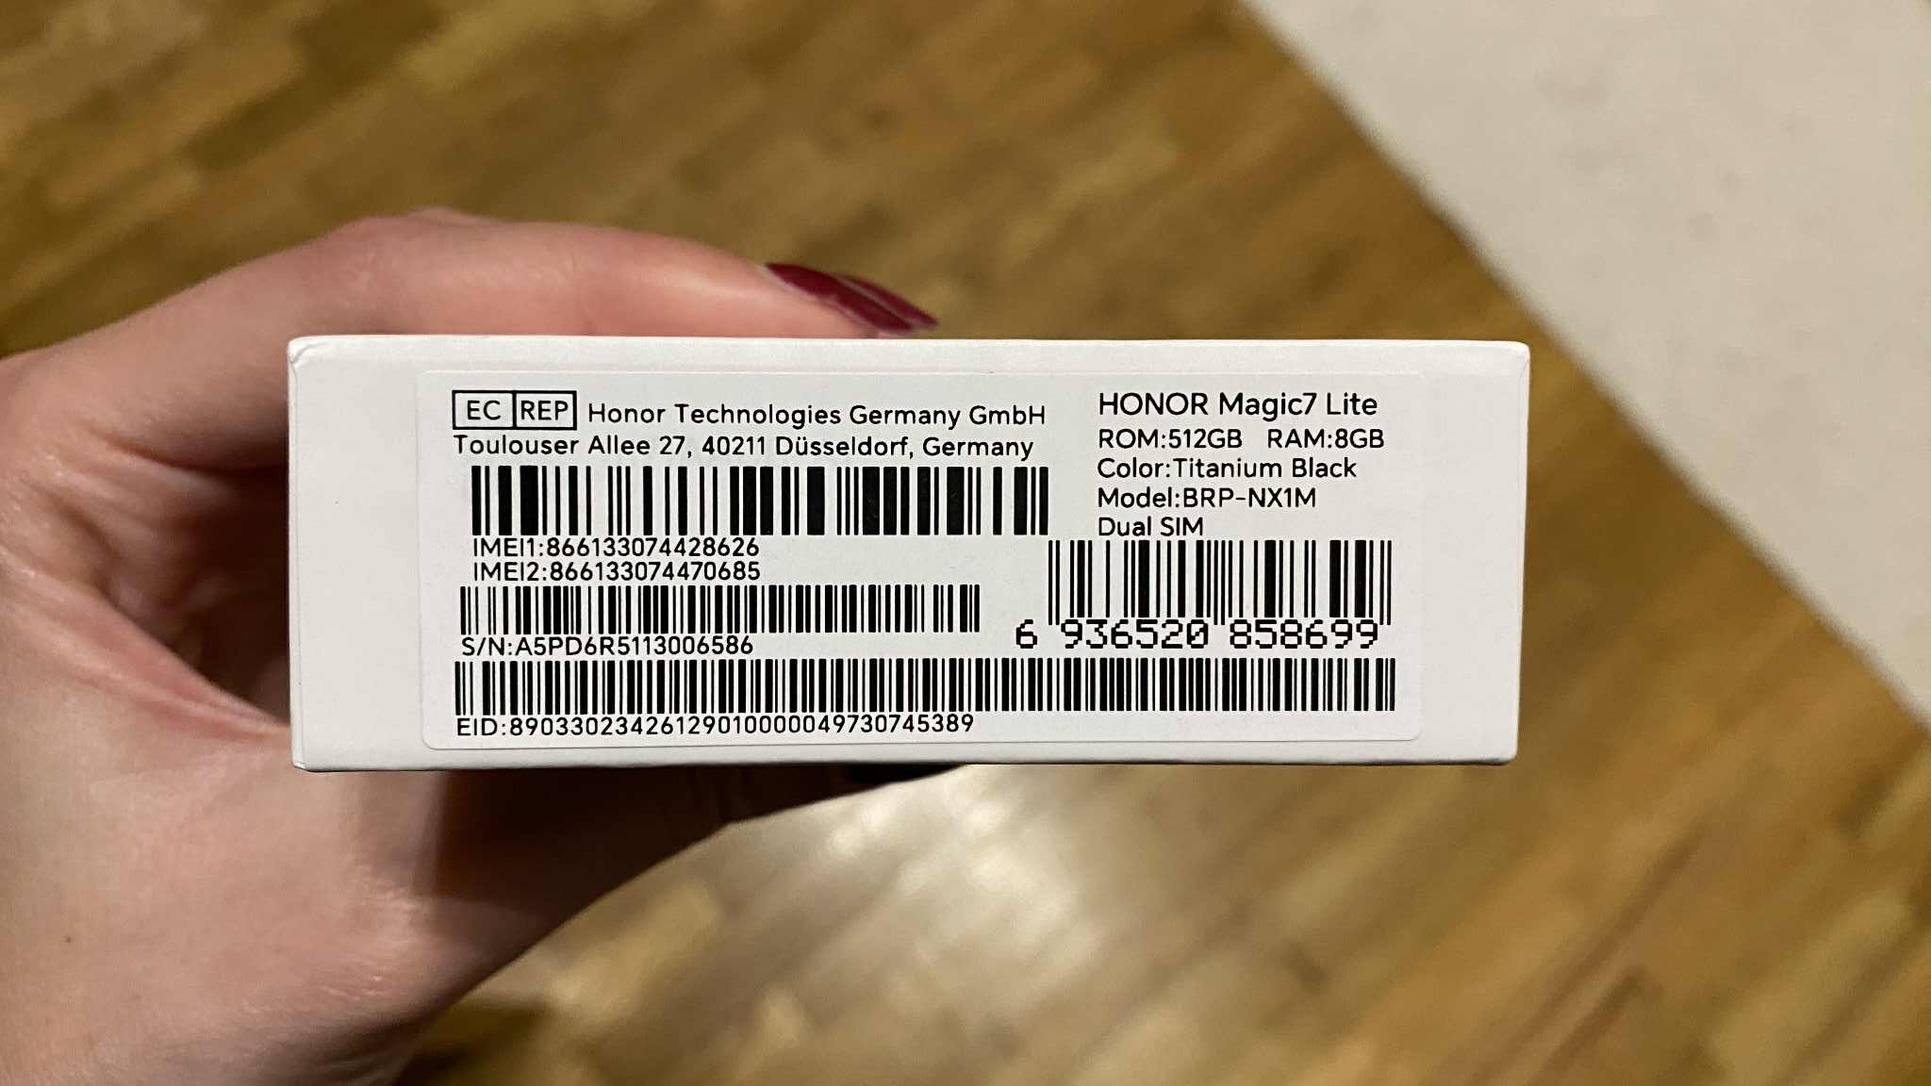 EC REP Honor Technologies Germany GmbH
Toulouser Allee 27, 40211 Düsseldorf, Germany
IMEI1:866133074428626
IMEI2:866133074470685
S/N:A5PD6R5113006586
EID:89033023426129010000049730745389
HONOR Magic7 Lite
ROM:512GB RAM:8GB
Color:Titanium Black
Model:BRP-NX1M
Dual SIM
6 936520 858699